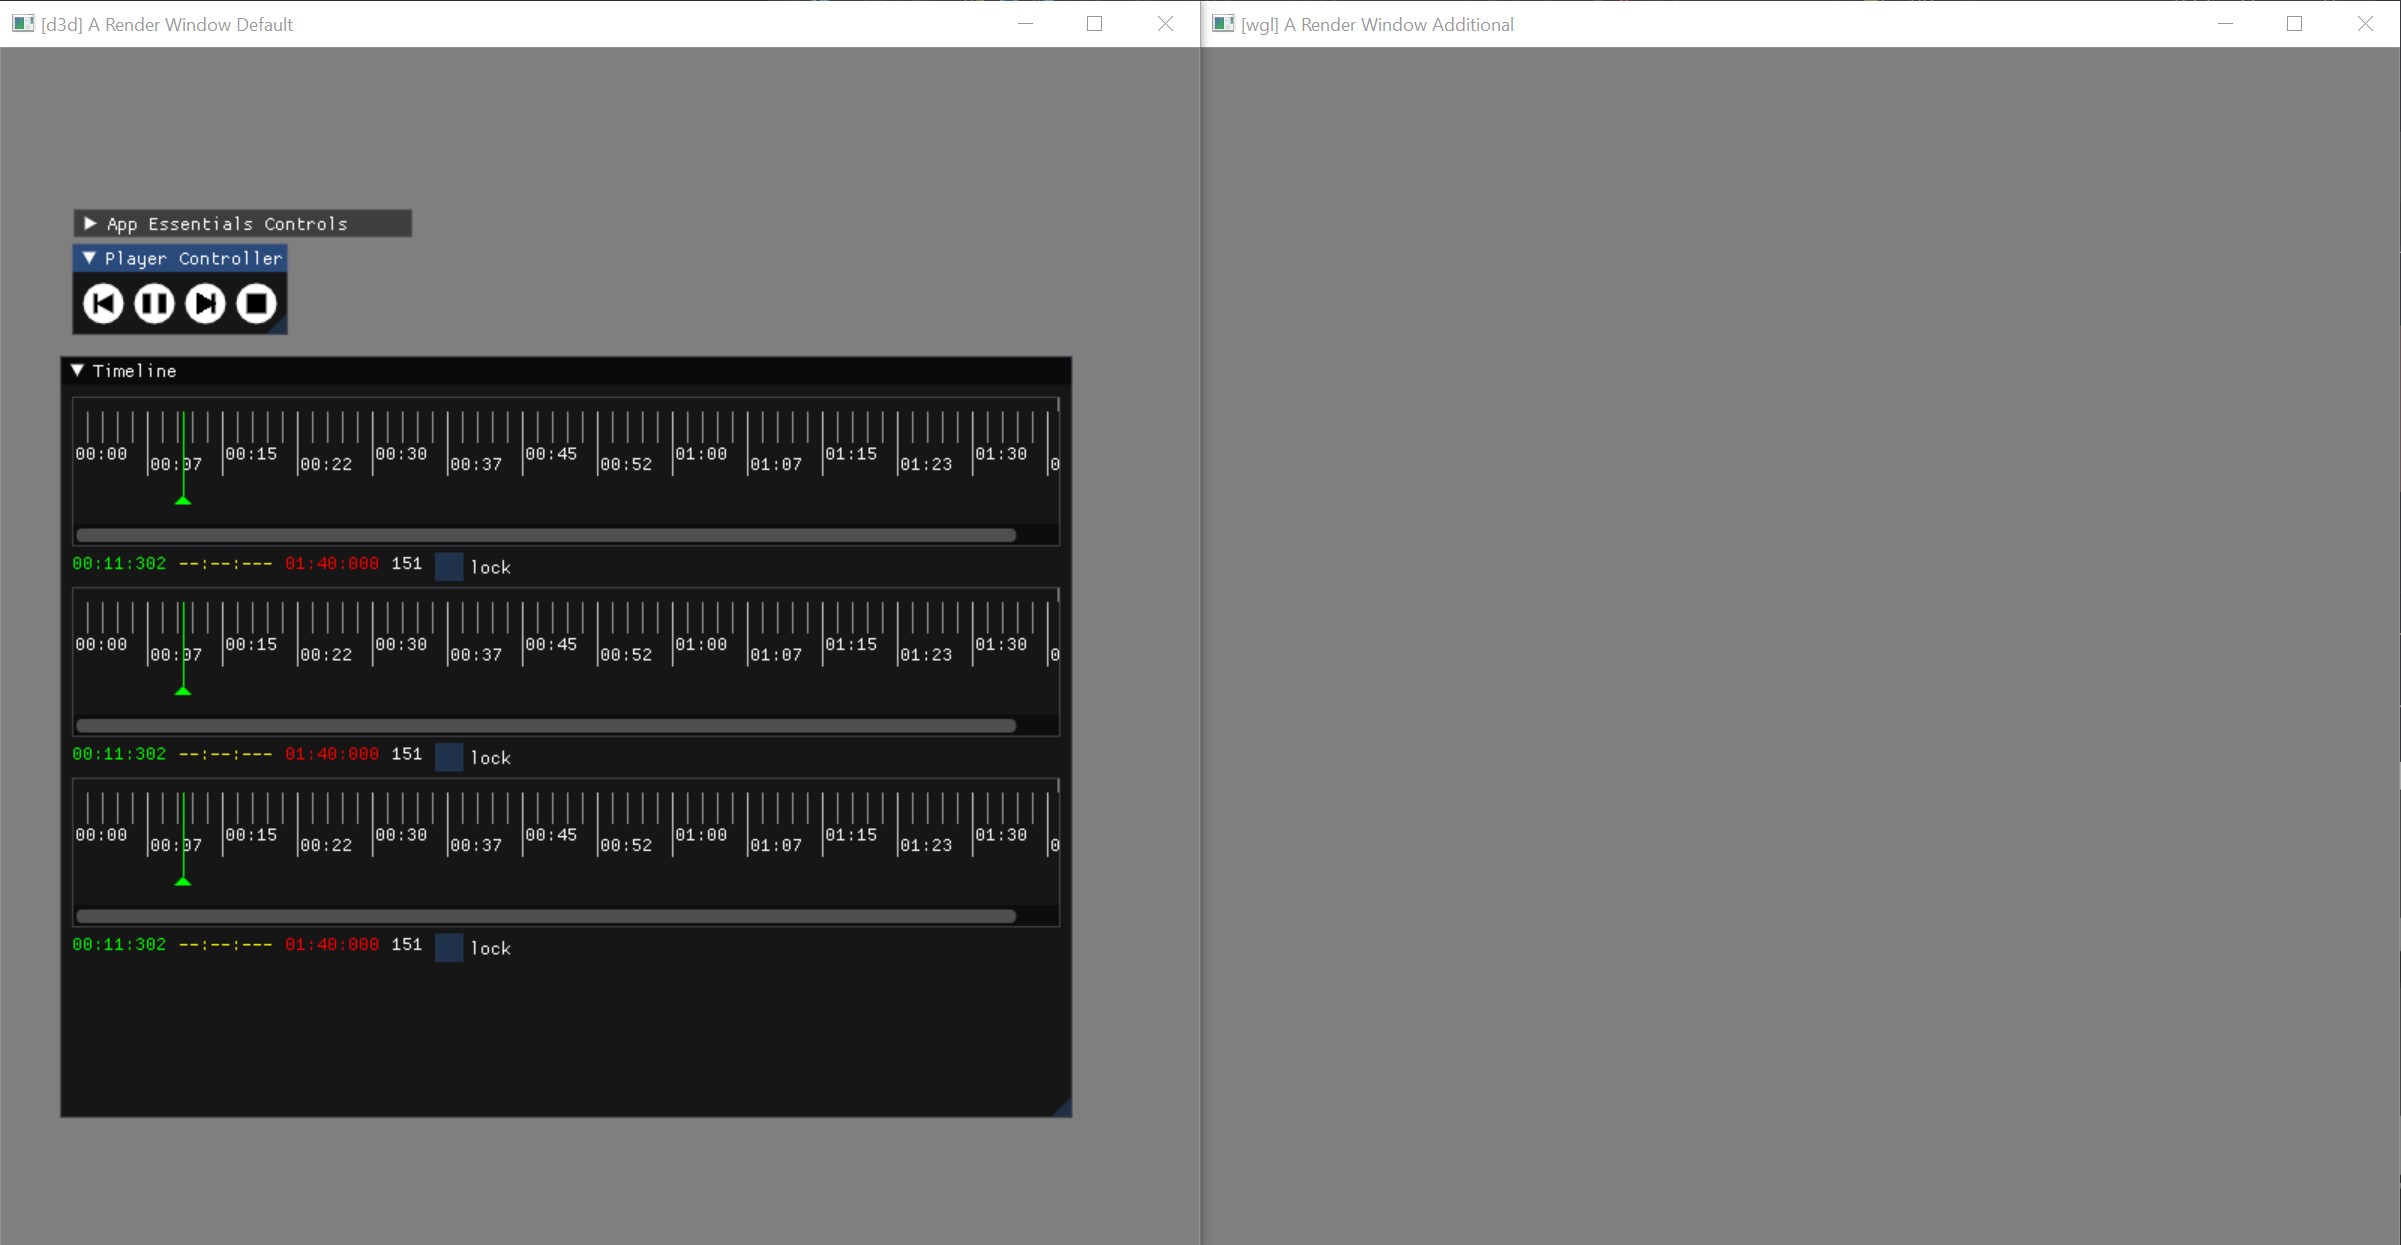 [d3d] A Render Window Default
[wgl] A Render Window Additional
App Essentials Controls
Player Controller
Timeline
00:00 00:07 00:15 00:22 00:30 00:37 00:45 00:52 01:00 01:07 01:15 01:23 01:30 0
00:11:302 --:--:--- 01:40:000 151 lock
00:00 00:07 00:15 00:22 00:30 00:37 00:45 00:52 01:00 01:07 01:15 01:23 01:30 0
00:11:302 --:--:--- 01:40:000 151 lock
00:00 00:07 00:15 00:22 00:30 00:37 00:45 00:52 01:00 01:07 01:15 01:23 01:30 0
00:11:302 --:--:--- 01:40:000 151 lock